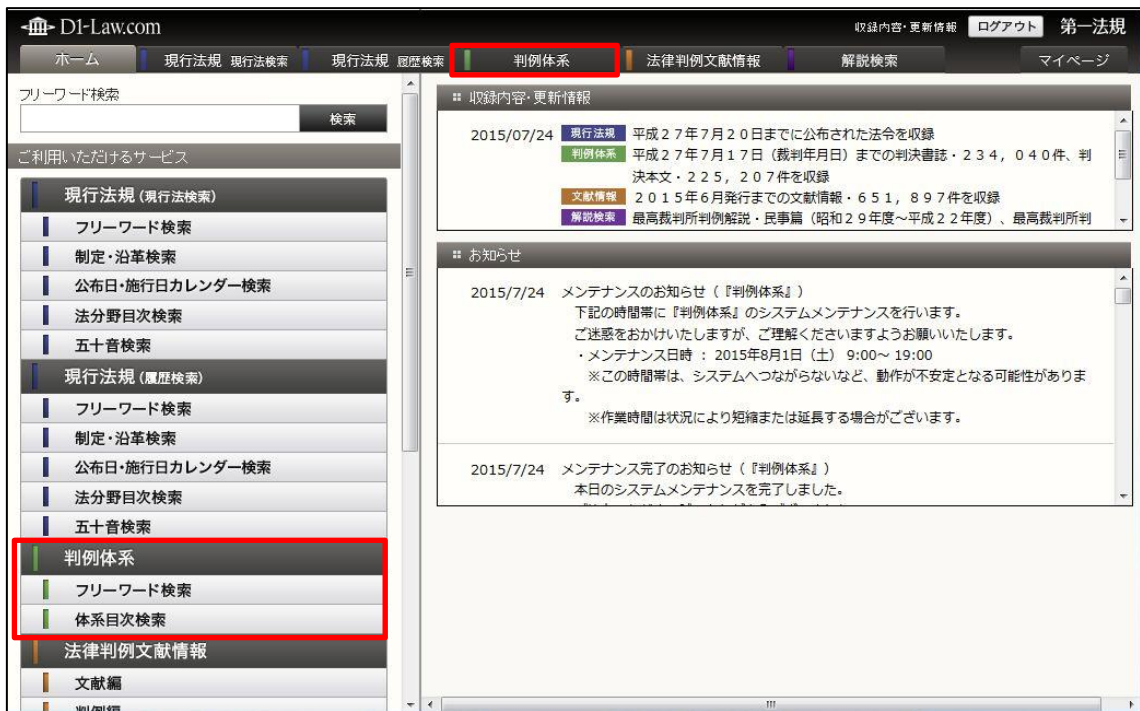 D1-Law.com
収録内容・更新情報 ログアウト 第一法規
ホーム 現行法規 現行法検索 現行法規 履歴検索 判例体系 法律判例文献情報 解説検索 マイページ
フリーワード検索
検索
ご利用いただけるサービス
現行法規 (現行法検索)
フリーワード検索
制定・沿革検索
公布日・施行日カレンダー検索
法分野目次検索
五十音検索
現行法規 (履歴検索)
フリーワード検索
制定・沿革検索
公布日・施行日カレンダー検索
法分野目次検索
五十音検索
判例体系
フリーワード検索
体系目次検索
法律判例文献情報
文献編
収録内容・更新情報
2015/07/24 現行法規 平成27年7月20日までに公布された法令を収録
判例体系 平成27年7月17日（裁判年月日）までの判決書誌・234，040件、判
決本文・225，207件を収録
文献情報 2015年6月発行までの文献情報・651，897件を収録
解説検索 最高裁判所判例解説・民事篇（昭和29年度～平成22年度）、最高裁判所判
お知らせ
2015/7/24 メンテナンスのお知らせ（『判例体系』）
下記の時間帯に『判例体系』のシステムメンテナンスを行います。
ご迷惑をおかけいたしますが、ご理解くださいますようお願いいたします。
・メンテナンス日時 ： 2015年8月1日（土） 9:00～ 19:00
※この時間帯は、システムへつながらないなど、動作が不安定となる可能性がありま
す。
※作業時間は状況により短縮または延長する場合がございます。
2015/7/24 メンテナンス完了のお知らせ（『判例体系』）
本日のシステムメンテナンスを完了しました。